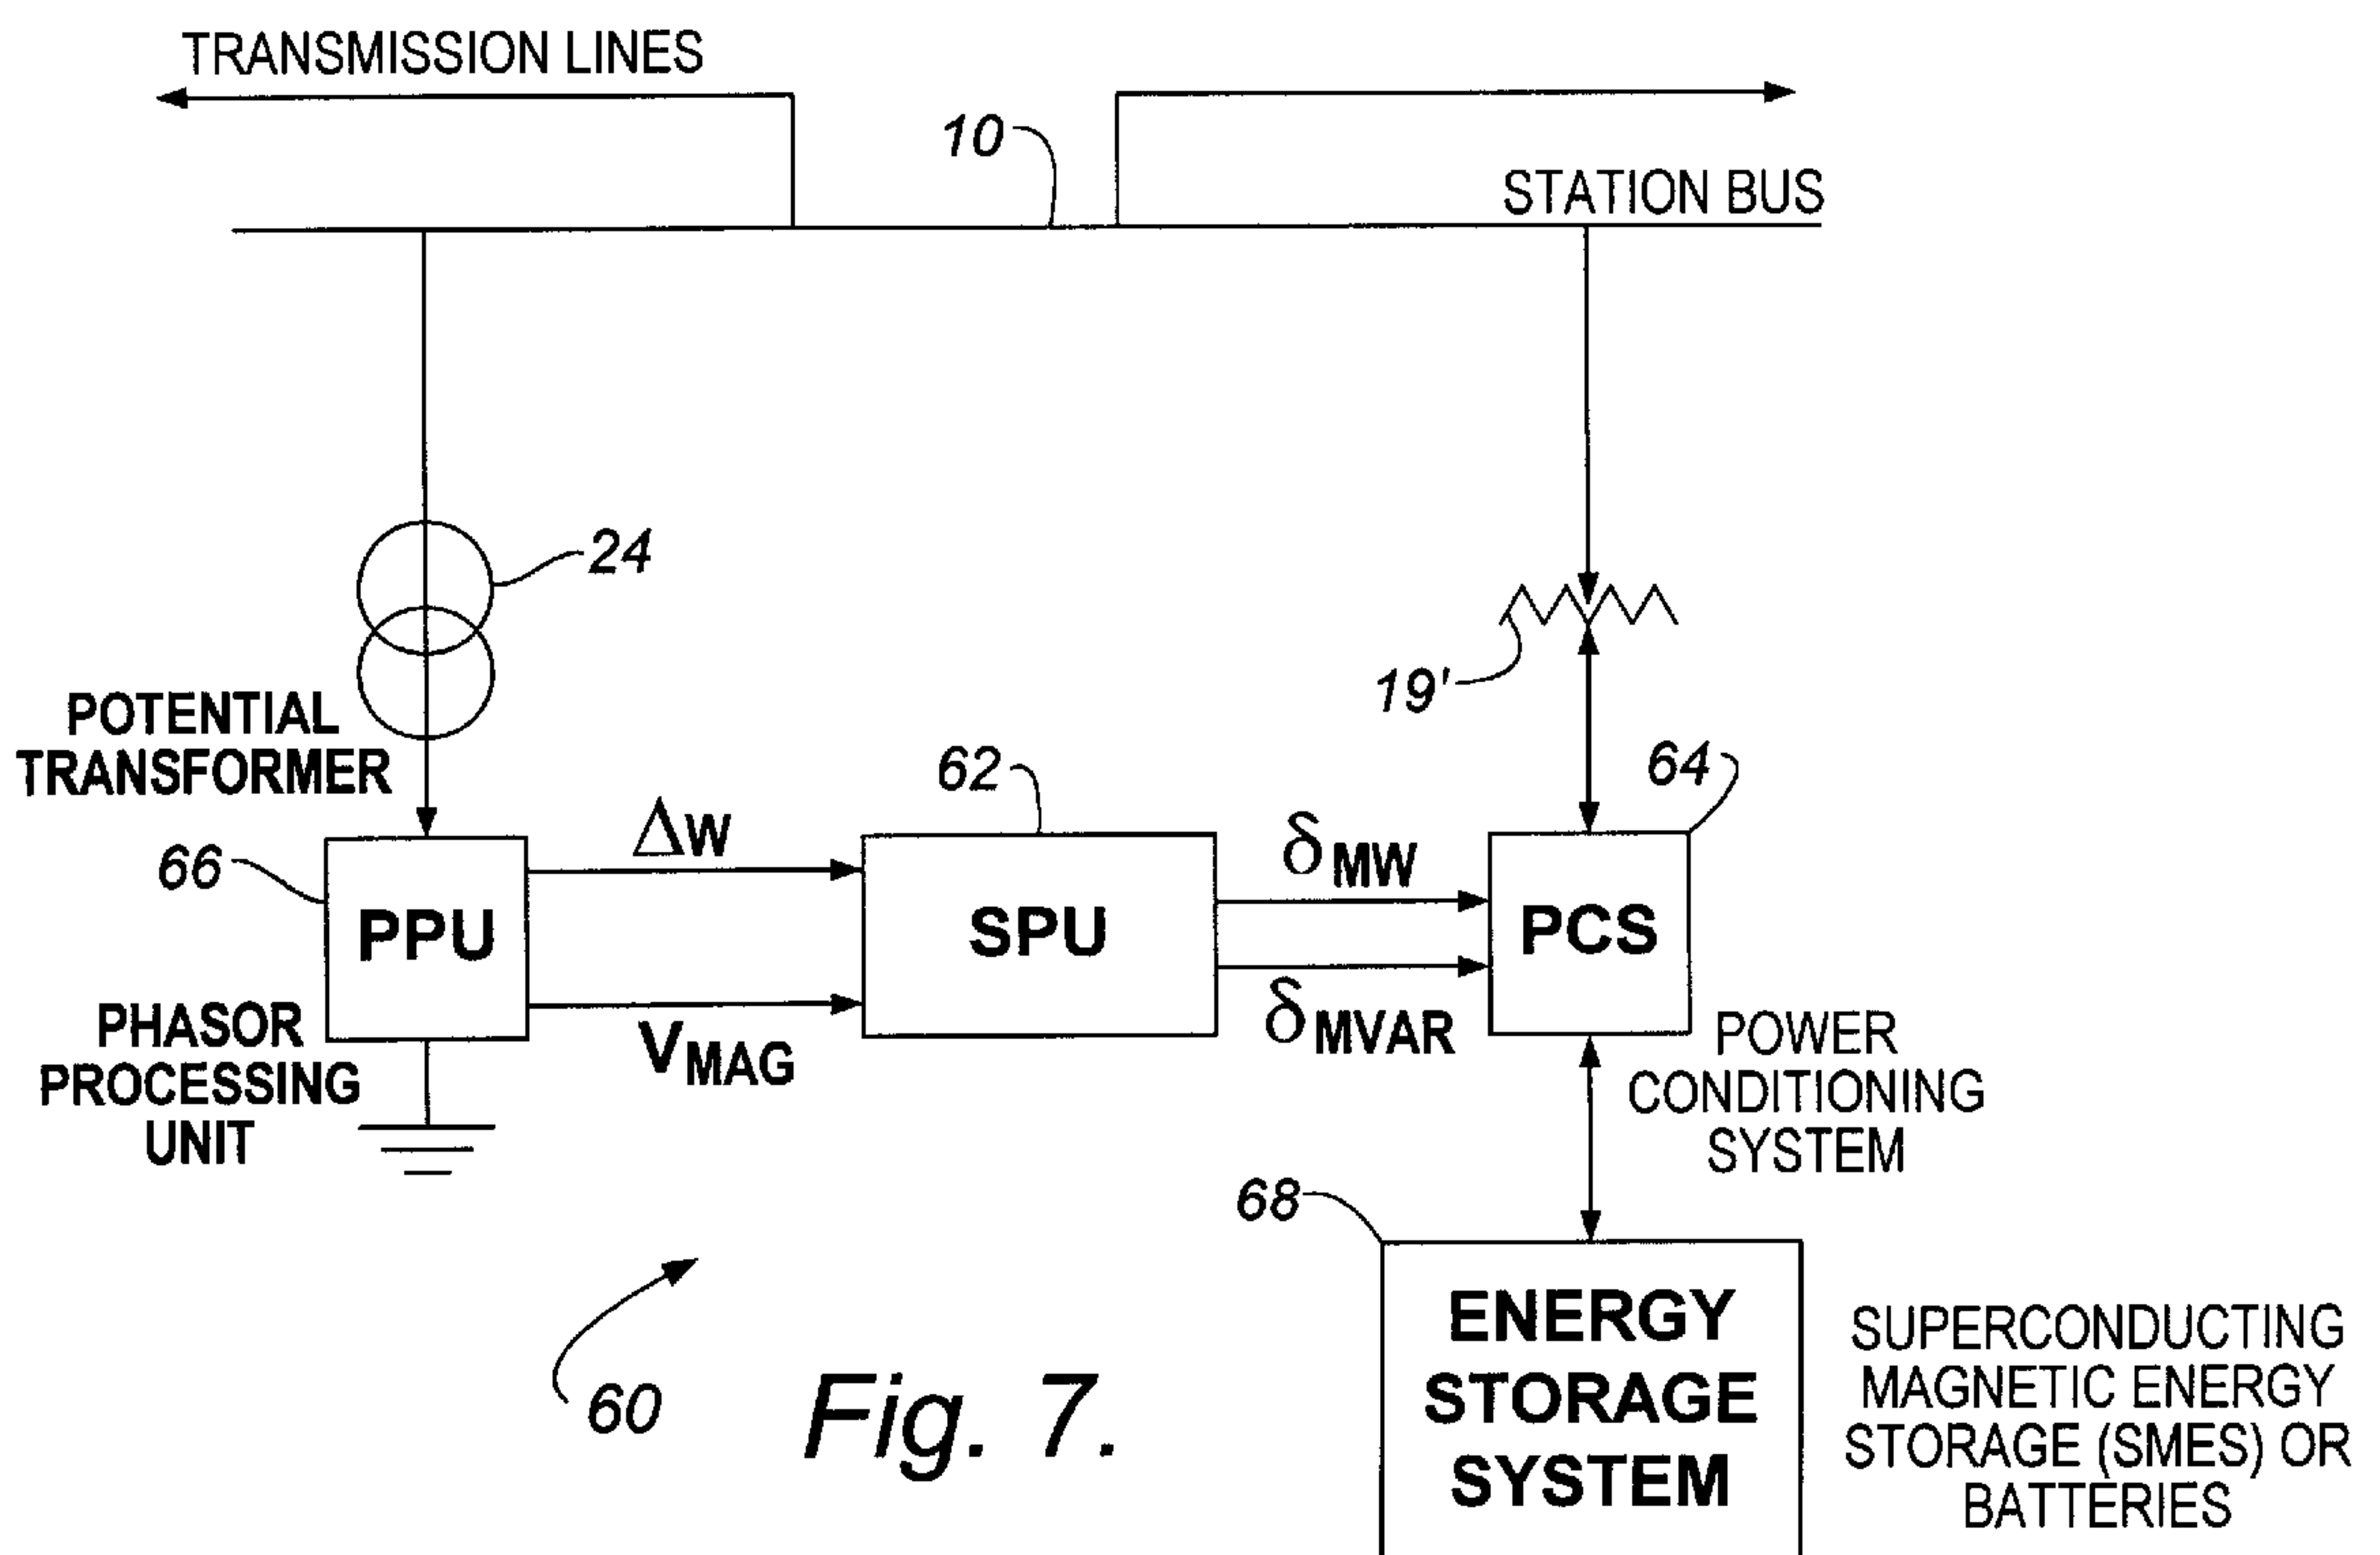 TRANSMISSION LINES
10
STATION BUS
24
19'
POTENTIAL
TRANSFORMER
62
64
66
ΔW
δMW
PPU
SPU
PCS
VMAG
δMVAR
PHASOR
PROCESSING
UNIT
POWER
CONDITIONING
SYSTEM
68
ENERGY
STORAGE
SYSTEM
SUPERCONDUCTING
MAGNETIC ENERGY
STORAGE (SMES) OR
BATTERIES
60
Fig. 7.